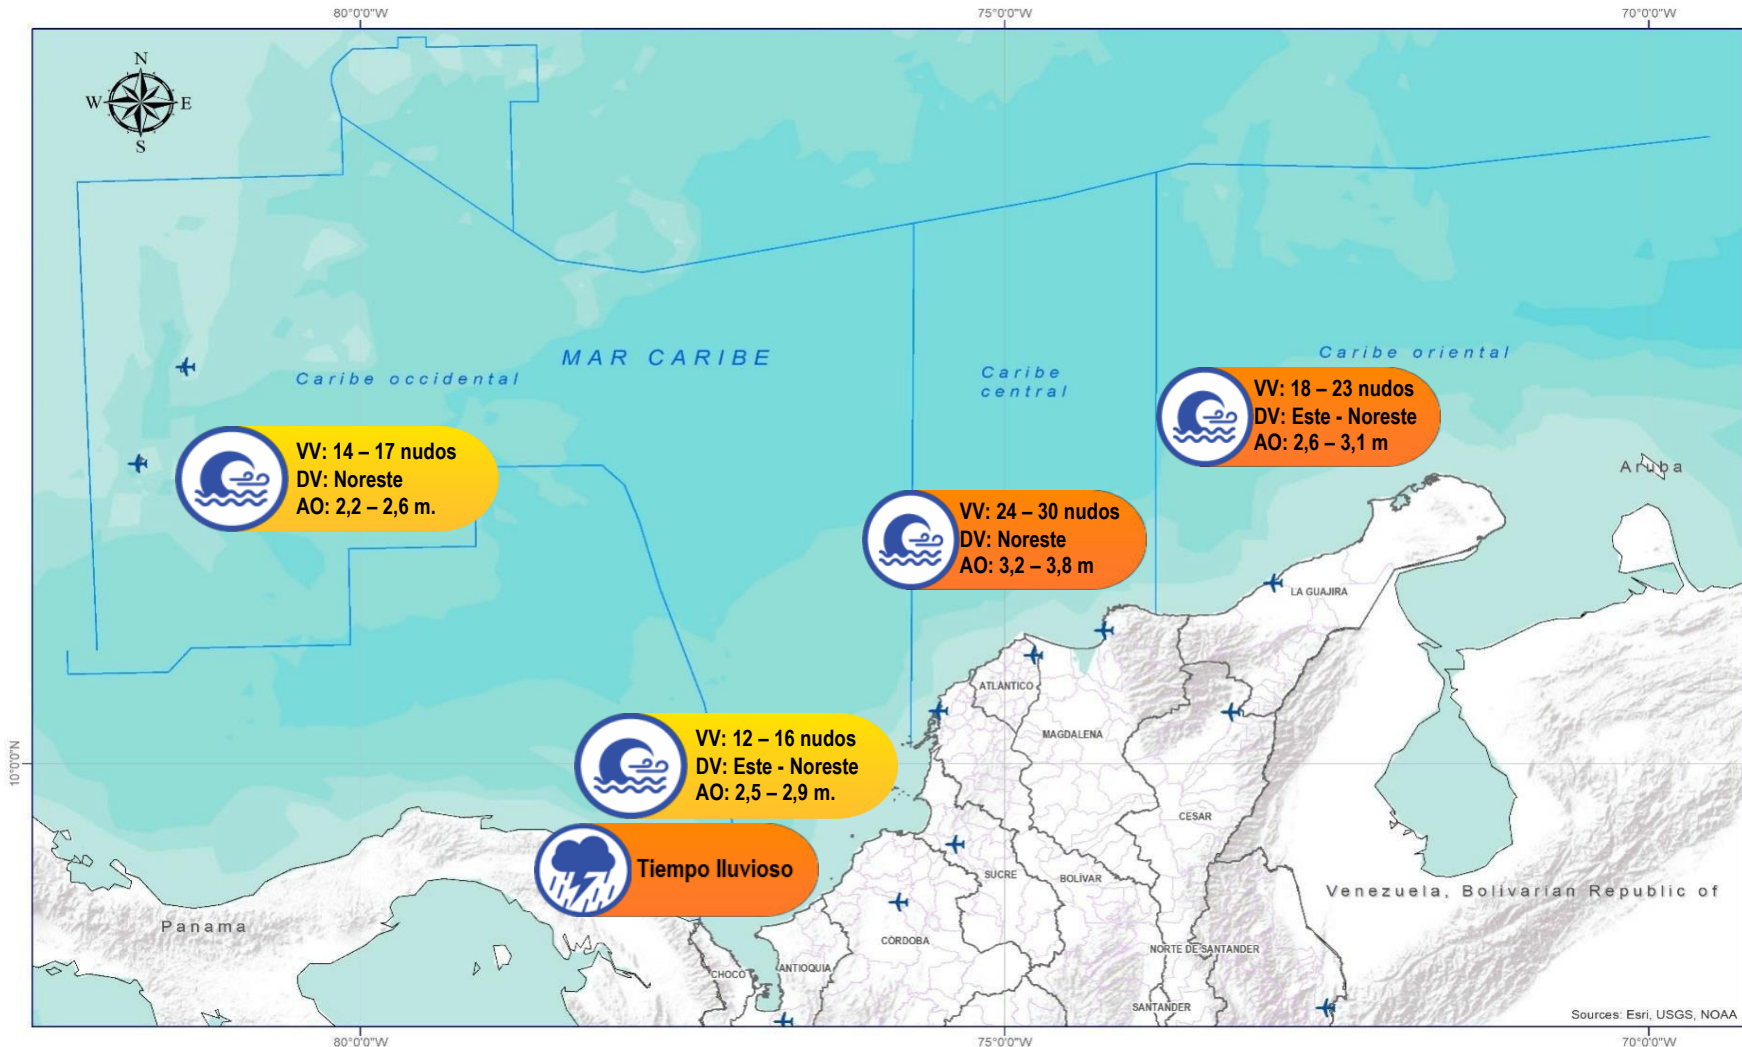 80°0'0"W
75°0'0"W
70°0'0"W
N
W
E
S
MAR CARIBE
Caribe occidental
Caribe
central
Caribe oriental
VV: 18 – 23 nudos
DV: Este - Noreste
AO: 2,6 – 3,1 m
VV: 14 – 17 nudos
DV: Noreste
AO: 2,2 – 2,6 m.
Aruba
VV: 24 – 30 nudos
DV: Noreste
AO: 3,2 – 3,8 m
LA GUAJIRA
ATLÁNTICO
MAGDALENA
10°0'0"N
VV: 12 – 16 nudos
DV: Este - Noreste
AO: 2,5 – 2,9 m.
CESAR
Tiempo lluvioso
SUCRE
BOLÍVAR
Venezuela, Bolivarian Republic of
Panama
CÓRDOBA
NORTE DE SANTANDER
CHOCO
ANTIOQUIA
SANTANDER
Sources: Esri, USGS, NOAA
80°0'0"W
75°0'0"W
70°0'0"W